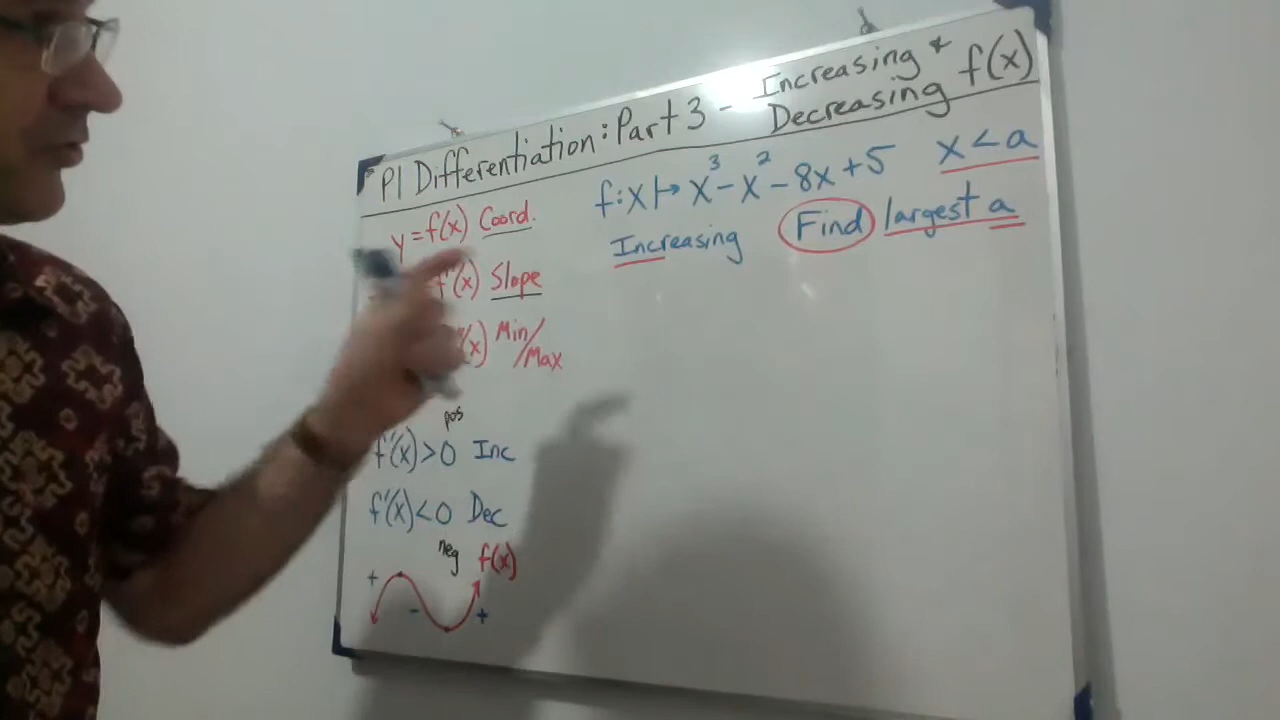 P1 Differentiation: Part 3 - Increasing + Decreasing f(x)
y = f(x) Coord.
f'(x) Slope
(x) Min/Max
pos
f'(x) > 0 Inc
f'(x) < 0 Dec
neg
f(x)
+
-
+
f: x ↦ x³ - x² - 8x + 5 x < a
Increasing Find largest a